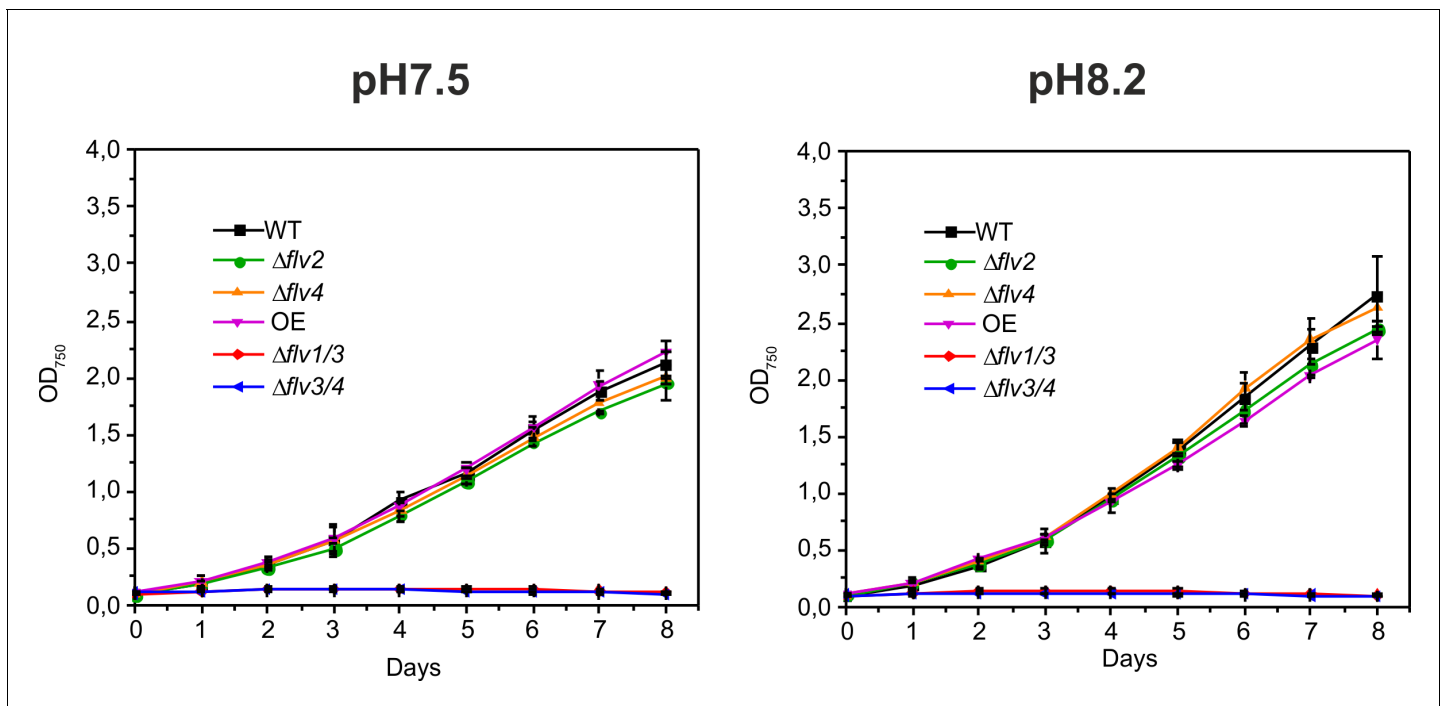 pH7.5
4,0
3,5
3,0
2,5
2,0
1,5
1,0
0,5
0,0
OD750
WT
Δflv2
Δflv4
OE
Δflv1/3
Δflv3/4
0 1 2 3 4 5 6 7 8
Days
pH8.2
4,0
3,5
3,0
2,5
2,0
1,5
1,0
0,5
0,0
OD750
WT
Δflv2
Δflv4
OE
Δflv1/3
Δflv3/4
0 1 2 3 4 5 6 7 8
Days